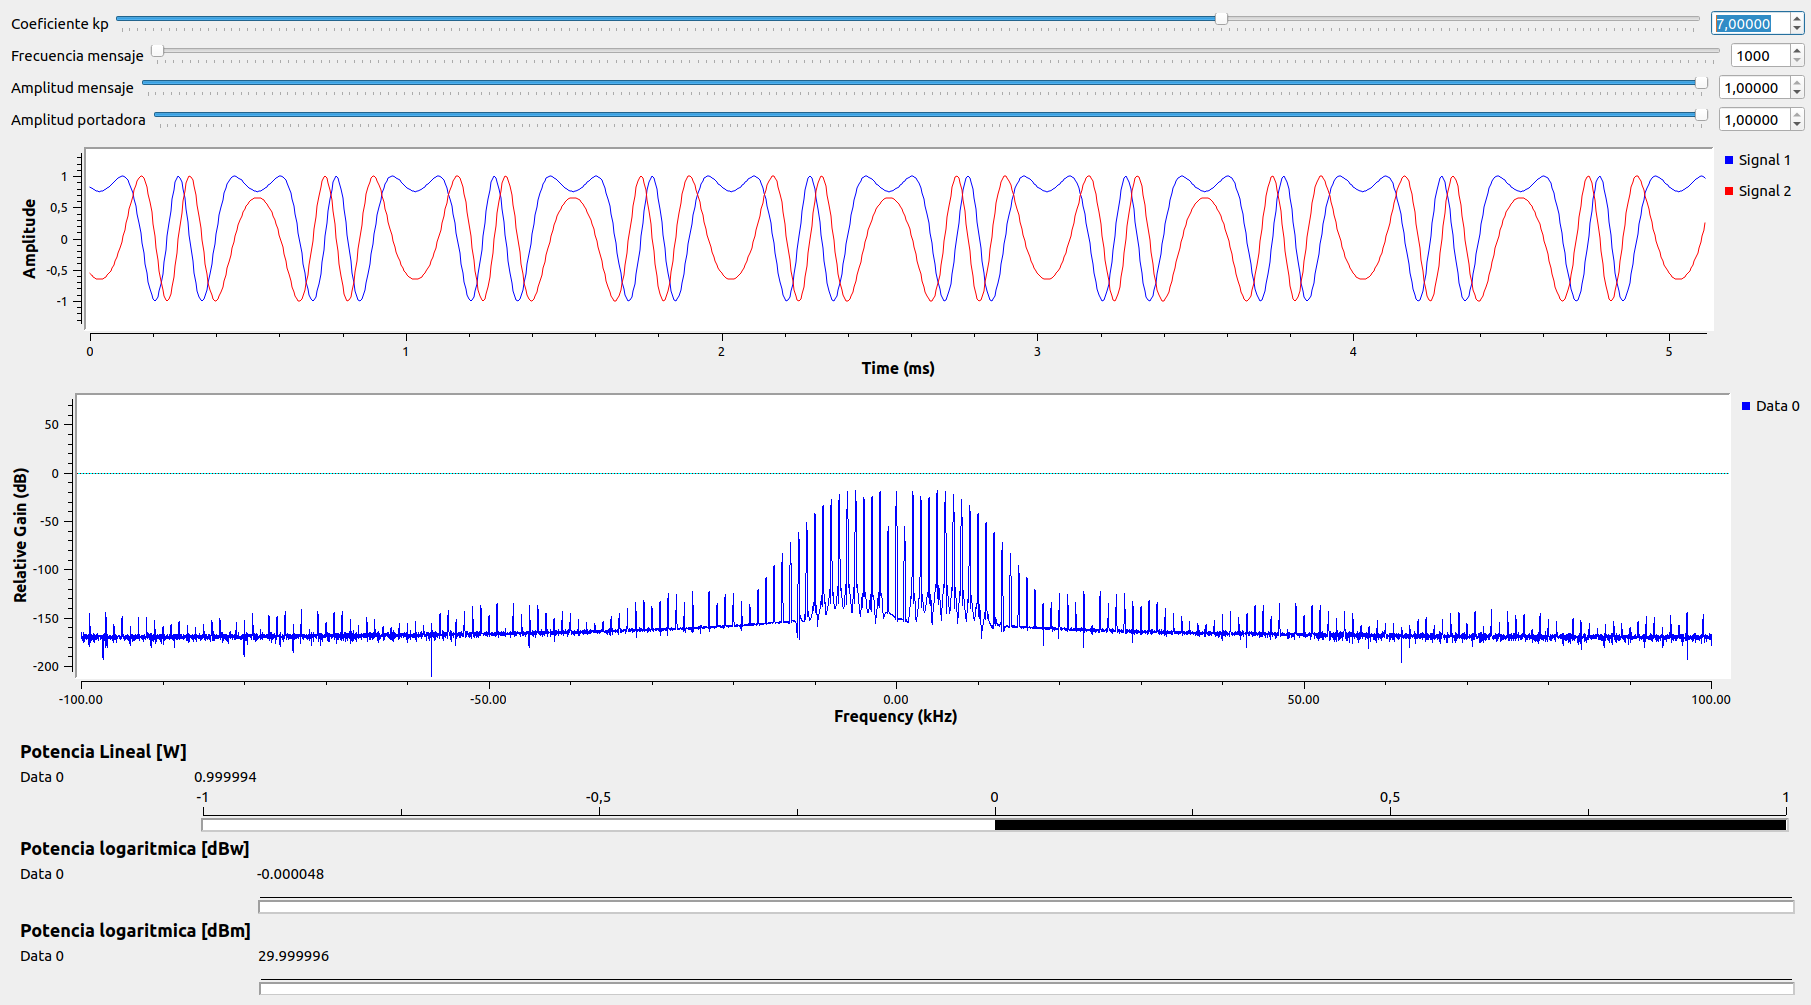 Coeficiente kp 7,00000
Frecuencia mensaje 1000
Amplitud mensaje 1,00000
Amplitud portadora 1,00000
Signal 1
Signal 2
Amplitude
1
0,5
0
-0,5
-1
0 1 2 3 4 5
Time (ms)
Data 0
Relative Gain (dB)
50
0
-50
-100
-150
-200
-100.00 -50.00 0.00 50.00 100.00
Frequency (kHz)
Potencia Lineal [W]
Data 0 0.999994
-1 -0,5 0 0,5 1
Potencia logaritmica [dBw]
Data 0 -0.000048
Potencia logaritmica [dBm]
Data 0 29.999996